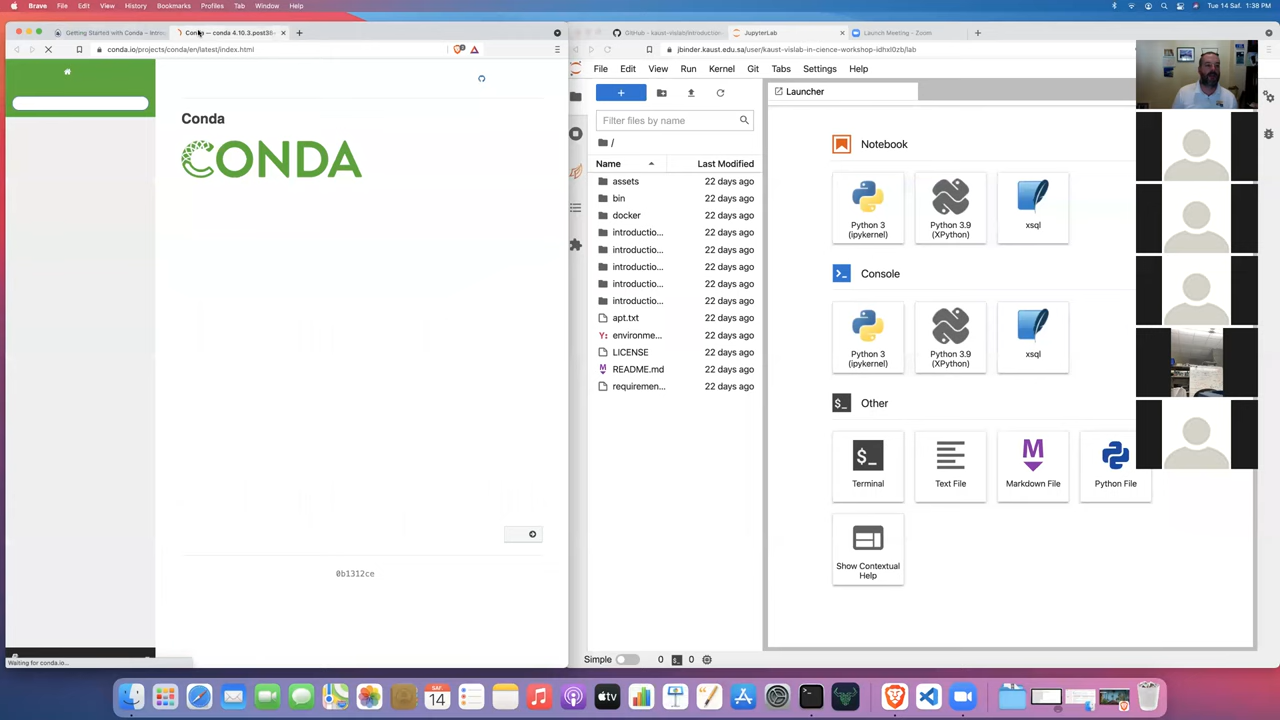 Brave File Edit View History Bookmarks Profiles Tab Window Help
Tue 14 Saf. 1:38 PM
Getting Started with Conda – Intro
Conda — conda 4.10.3.post36
conda.io/projects/conda/en/latest/index.html
Conda
CONDA
0b1312ce
Waiting for conda.io...
GitHub - kaust-vislab/introduction
JupyterLab
Launch Meeting - Zoom
jbinder.kaust.edu.sa/user/kaust-vislab-in-cience-workshop-idhxl0zb/lab
File Edit View Run Kernel Git Tabs Settings Help
Filter files by name
/
Name Last Modified
assets 22 days ago
bin 22 days ago
docker 22 days ago
introductio... 22 days ago
introductio... 22 days ago
introductio... 22 days ago
introductio... 22 days ago
introductio... 22 days ago
apt.txt 22 days ago
environme... 22 days ago
LICENSE 22 days ago
README.md 22 days ago
requiremen... 22 days ago
Simple 0 0
Launcher
Notebook
Python 3
(ipykernel)
Python 3.9
(XPython)
xsql
Console
Python 3
(ipykernel)
Python 3.9
(XPython)
xsql
Other
Terminal
Text File
Markdown File
Python File
Show Contextual
Help
SEP
14
tv